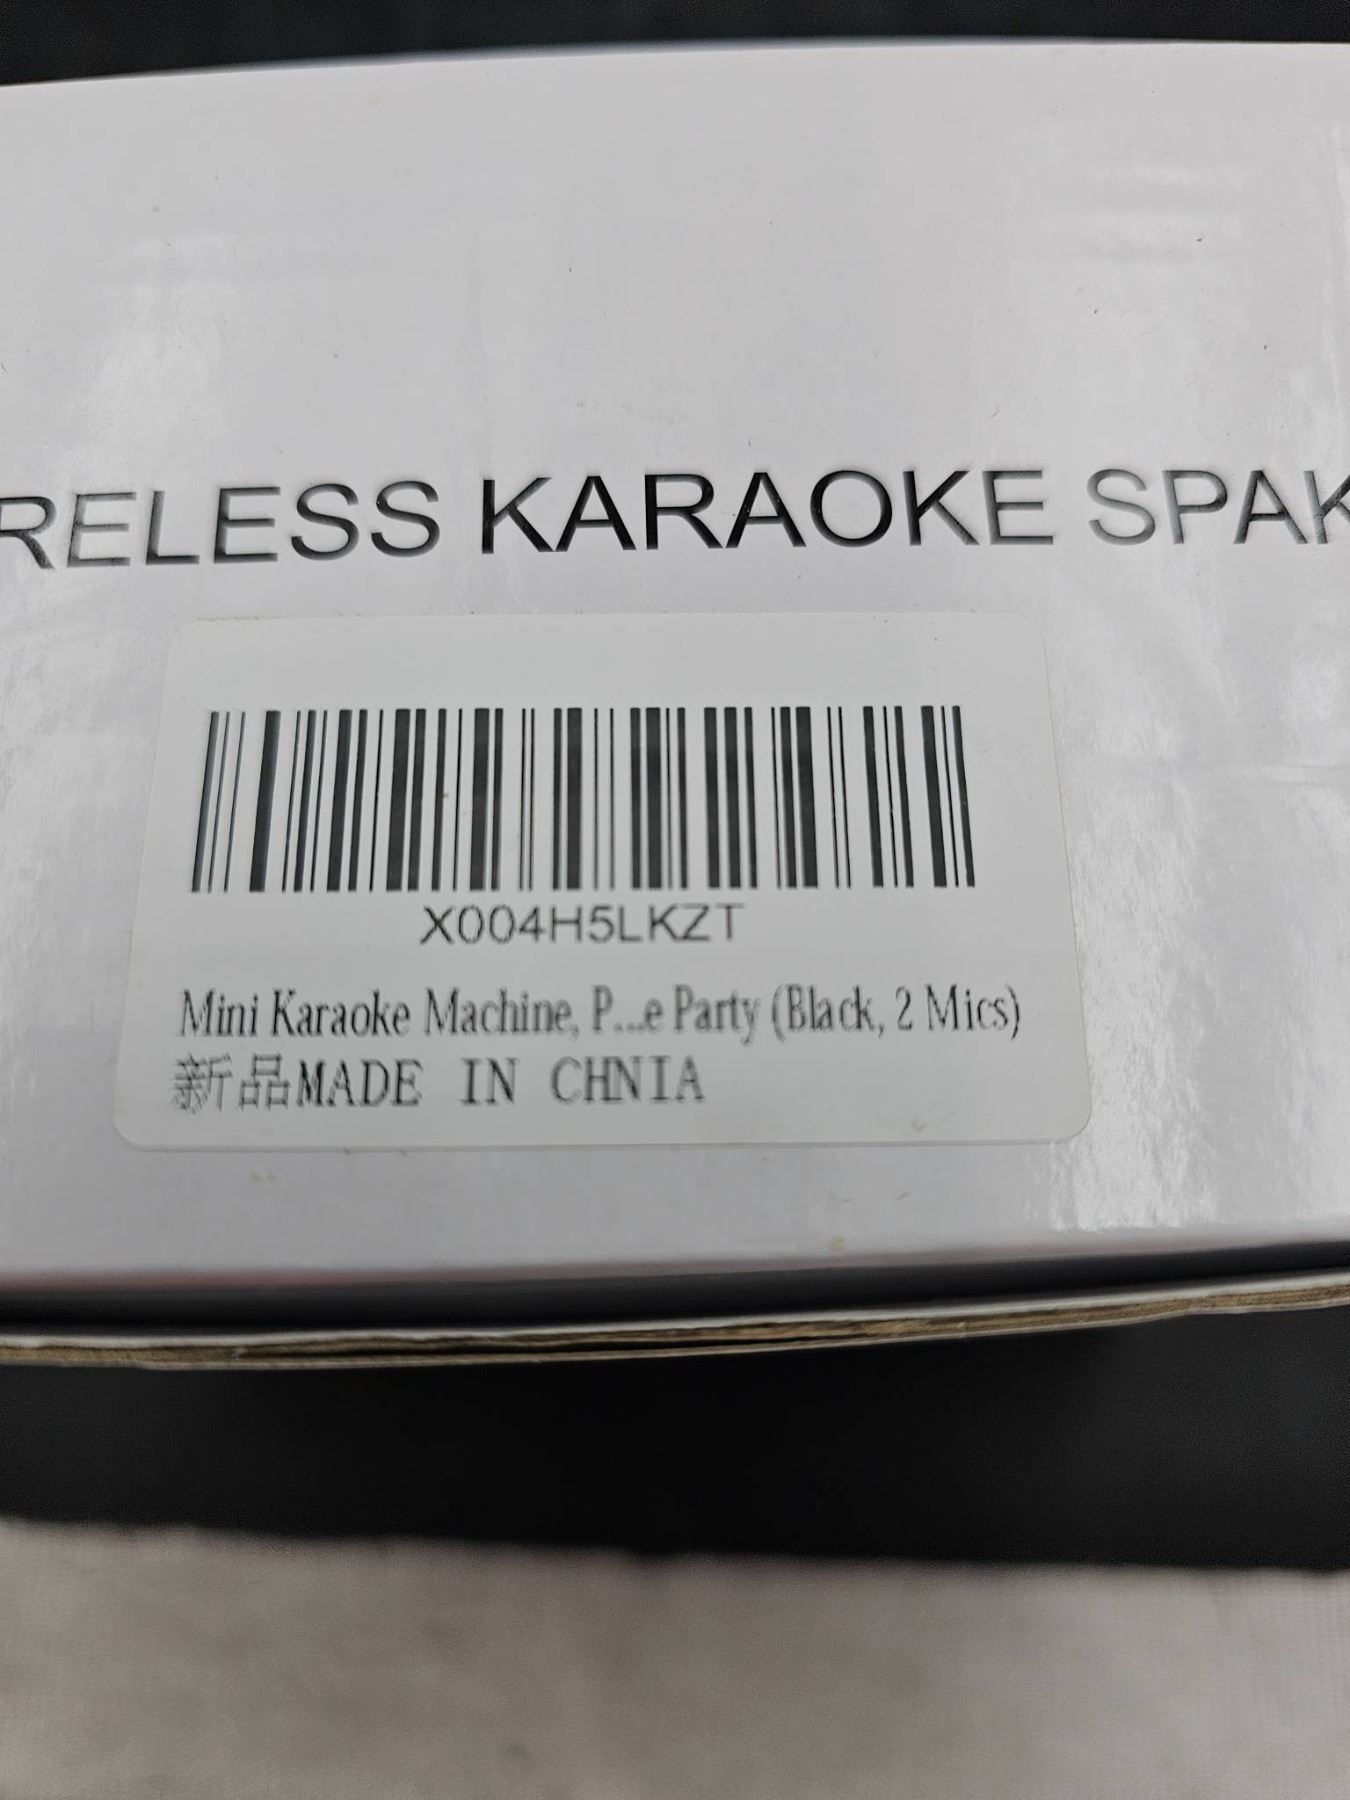 RELESS KARAOKE SPAK
X004H5LKZT
Mini Karaoke Machine, P...e Party (Black, 2 Mics)
新品MADE IN CHNIA